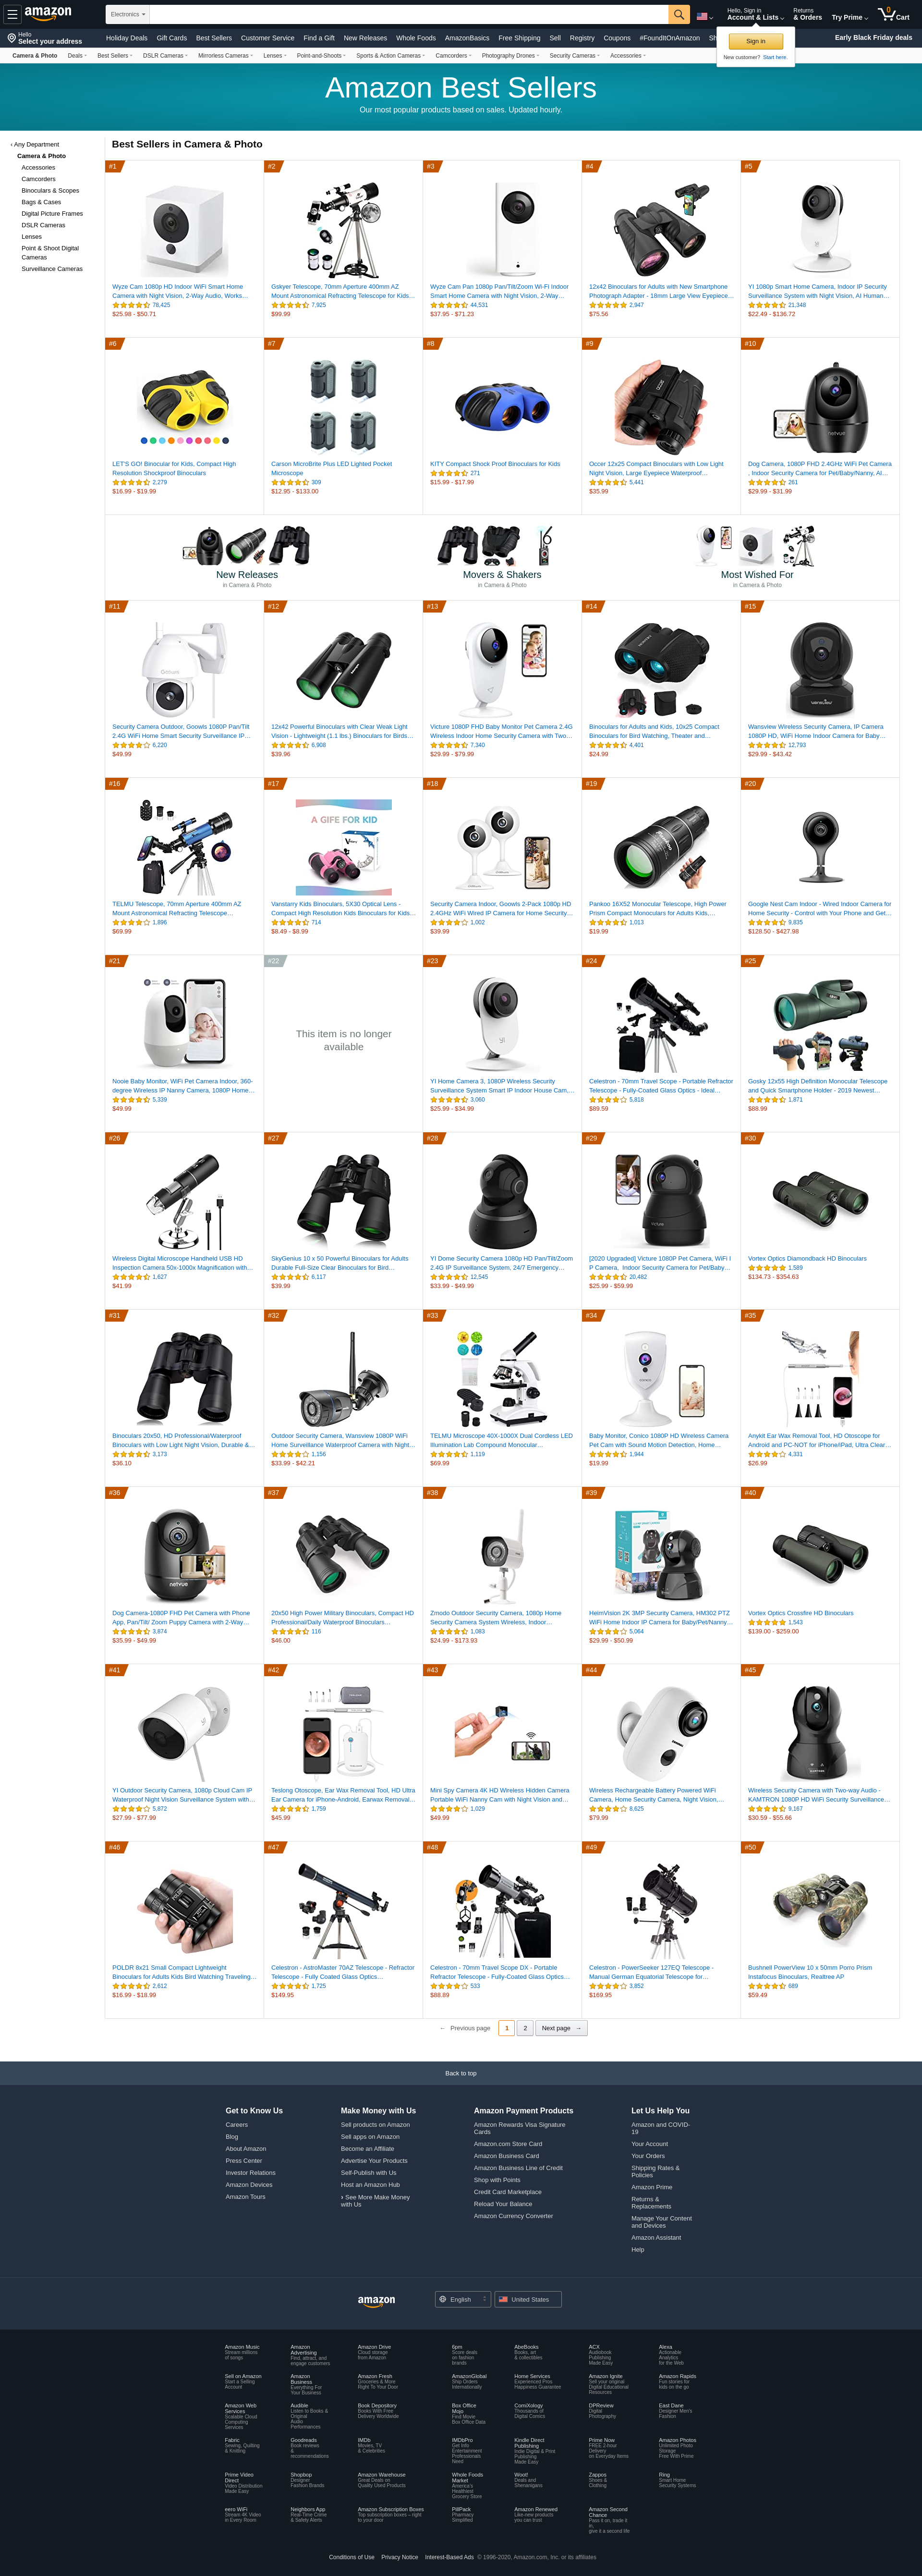 amazon
Electronics
Hello, Sign in
Account & Lists
Returns
& Orders
Try Prime
0
Cart
Hello
Select your address
Holiday Deals Gift Cards Best Sellers Customer Service Find a Gift New Releases Whole Foods AmazonBasics Free Shipping Sell Registry Coupons #FoundItOnAmazon Sh
Early Black Friday deals
Sign in
New customer? Start here.
Camera & Photo Deals Best Sellers DSLR Cameras Mirrorless Cameras Lenses Point-and-Shoots Sports & Action Cameras Camcorders Photography Drones Security Cameras Accessories
Amazon Best Sellers
Our most popular products based on sales. Updated hourly.
‹ Any Department
Camera & Photo
Accessories
Camcorders
Binoculars & Scopes
Bags & Cases
Digital Picture Frames
DSLR Cameras
Lenses
Point & Shoot Digital
Cameras
Surveillance Cameras
Best Sellers in Camera & Photo
#1
Wyze Cam 1080p HD Indoor WiFi Smart Home
Camera with Night Vision, 2-Way Audio, Works…
78,425
$25.98 - $50.71
#2
Gskyer Telescope, 70mm Aperture 400mm AZ
Mount Astronomical Refracting Telescope for Kids…
7,925
$99.99
#3
Wyze Cam Pan 1080p Pan/Tilt/Zoom Wi-Fi Indoor
Smart Home Camera with Night Vision, 2-Way…
44,531
$37.95 - $71.23
#4
12x42 Binoculars for Adults with New Smartphone
Photograph Adapter - 18mm Large View Eyepiece…
2,947
$75.56
#5
YI 1080p Smart Home Camera, Indoor IP Security
Surveillance System with Night Vision, AI Human…
21,348
$22.49 - $136.72
#6
LET'S GO! Binocular for Kids, Compact High
Resolution Shockproof Binoculars
2,279
$16.99 - $19.99
#7
Carson MicroBrite Plus LED Lighted Pocket
Microscope
309
$12.95 - $133.00
#8
KITY Compact Shock Proof Binoculars for Kids
271
$15.99 - $17.99
#9
Occer 12x25 Compact Binoculars with Low Light
Night Vision, Large Eyepiece Waterproof…
5,441
$35.99
#10
netvue
Dog Camera, 1080P FHD 2.4GHz WiFi Pet Camera
, Indoor Security Camera for Pet/Baby/Nanny, AI…
261
$29.99 - $31.99
New Releases
in Camera & Photo
Movers & Shakers
in Camera & Photo
Most Wished For
in Camera & Photo
#11
Security Camera Outdoor, Goowls 1080P Pan/Tilt
2.4G WiFi Home Smart Security Surveillance IP…
6,220
$49.99
#12
12x42 Powerful Binoculars with Clear Weak Light
Vision - Lightweight (1.1 lbs.) Binoculars for Birds…
6,908
$39.96
#13
Victure 1080P FHD Baby Monitor Pet Camera 2.4G
Wireless Indoor Home Security Camera with Two…
7,340
$29.99 - $79.99
#14
Binoculars for Adults and Kids, 10x25 Compact
Binoculars for Bird Watching, Theater and…
4,401
$24.99
#15
wansview
Wansview Wireless Security Camera, IP Camera
1080P HD, WiFi Home Indoor Camera for Baby…
12,793
$29.99 - $43.42
#16
TELMU Telescope, 70mm Aperture 400mm AZ
Mount Astronomical Refracting Telescope…
1,896
$69.99
#17
A GIFE FOR KID
Vanstarry Kids Binoculars, 5X30 Optical Lens -
Compact High Resolution Kids Binoculars for Kids…
714
$8.49 - $8.99
#18
Security Camera Indoor, Goowls 2-Pack 1080p HD
2.4GHz WiFi Wired IP Camera for Home Security…
1,002
$39.99
#19
Pankoo 16X52 Monocular Telescope, High Power
Prism Compact Monoculars for Adults Kids,…
1,013
$19.99
#20
Google Nest Cam Indoor - Wired Indoor Camera for
Home Security - Control with Your Phone and Get…
9,835
$128.50 - $427.98
#21
Nooie Baby Monitor, WiFi Pet Camera Indoor, 360-
degree Wireless IP Nanny Camera, 1080P Home…
5,339
$49.99
#22
This item is no longer
available
#23
YI Home Camera 3, 1080P Wireless Security
Surveillance System Smart IP Indoor House Cam,…
3,060
$25.99 - $34.99
#24
Celestron - 70mm Travel Scope - Portable Refractor
Telescope - Fully-Coated Glass Optics - Ideal…
5,818
$89.59
#25
Gosky 12x55 High Definition Monocular Telescope
and Quick Smartphone Holder - 2019 Newest…
1,871
$88.99
#26
Wireless Digital Microscope Handheld USB HD
Inspection Camera 50x-1000x Magnification with…
1,627
$41.99
#27
SkyGenius 10 x 50 Powerful Binoculars for Adults
Durable Full-Size Clear Binoculars for Bird…
6,117
$39.99
#28
YI Dome Security Camera 1080p HD Pan/Tilt/Zoom
2.4G IP Surveillance System, 24/7 Emergency…
12,545
$33.99 - $49.99
#29
[2020 Upgraded] Victure 1080P Pet Camera, WiFi I
P Camera, Indoor Security Camera for Pet/Baby…
20,482
$25.99 - $59.99
#30
Vortex Optics Diamondback HD Binoculars
1,589
$134.73 - $354.63
#31
Binoculars 20x50, HD Professional/Waterproof
Binoculars with Low Light Night Vision, Durable &…
3,173
$36.10
#32
Outdoor Security Camera, Wansview 1080P WiFi
Home Surveillance Waterproof Camera with Night…
1,156
$33.99 - $42.21
#33
TELMU Microscope 40X-1000X Dual Cordless LED
Illumination Lab Compound Monocular…
1,119
$69.99
#34
Baby Monitor, Conico 1080P HD Wireless Camera
Pet Cam with Sound Motion Detection, Home…
1,944
$19.99
#35
Anykit Ear Wax Removal Tool, HD Otoscope for
Android and PC-NOT for iPhone/iPad, Ultra Clear…
4,331
$26.99
#36
netvue
Dog Camera-1080P FHD Pet Camera with Phone
App, Pan/Tilt/ Zoom Puppy Camera with 2-Way…
3,874
$35.99 - $49.99
#37
20x50 High Power Military Binoculars, Compact HD
Professional/Daily Waterproof Binoculars…
116
$46.00
#38
Zmodo Outdoor Security Camera, 1080p Home
Security Camera System Wireless, Indoor…
1,083
$24.99 - $173.93
#39
HeimVision 2K 3MP Security Camera, HM302 PTZ
WiFi Home Indoor IP Camera for Baby/Pet/Nanny…
5,064
$29.99 - $50.99
#40
Vortex Optics Crossfire HD Binoculars
1,543
$139.00 - $259.00
#41
YI Outdoor Security Camera, 1080p Cloud Cam IP
Waterproof Night Vision Surveillance System with…
5,872
$27.99 - $77.99
#42
Teslong Otoscope, Ear Wax Removal Tool, HD Ultra
Ear Camera for iPhone-Android, Earwax Removal…
1,759
$45.99
#43
Mini Spy Camera 4K HD Wireless Hidden Camera
Portable WiFi Nanny Cam with Night Vision and…
1,029
$49.99
#44
Wireless Rechargeable Battery Powered WiFi
Camera, Home Security Camera, Night Vision,…
8,625
$79.99
#45
Wireless Security Camera with Two-way Audio -
KAMTRON 1080P HD WiFi Security Surveillance…
9,167
$30.59 - $55.66
#46
POLDR 8x21 Small Compact Lightweight
Binoculars for Adults Kids Bird Watching Traveling…
2,612
$16.99 - $18.99
#47
Celestron - AstroMaster 70AZ Telescope - Refractor
Telescope - Fully Coated Glass Optics…
1,725
$149.95
#48
Celestron - 70mm Travel Scope DX - Portable
Refractor Telescope - Fully-Coated Glass Optics…
533
$88.89
#49
Celestron - PowerSeeker 127EQ Telescope -
Manual German Equatorial Telescope for…
3,852
$169.95
#50
Bushnell PowerView 10 x 50mm Porro Prism
Instafocus Binoculars, Realtree AP
689
$59.49
← Previous page 1 2 Next page →
Back to top
Get to Know Us
Careers
Blog
About Amazon
Press Center
Investor Relations
Amazon Devices
Amazon Tours
Make Money with Us
Sell products on Amazon
Sell apps on Amazon
Become an Affiliate
Advertise Your Products
Self-Publish with Us
Host an Amazon Hub
› See More Make Money
with Us
Amazon Payment Products
Amazon Rewards Visa Signature
Cards
Amazon.com Store Card
Amazon Business Card
Amazon Business Line of Credit
Shop with Points
Credit Card Marketplace
Reload Your Balance
Amazon Currency Converter
Let Us Help You
Amazon and COVID-
19
Your Account
Your Orders
Shipping Rates &
Policies
Amazon Prime
Returns &
Replacements
Manage Your Content
and Devices
Amazon Assistant
Help
amazon
English
United States
Amazon Music
Stream millions
of songs
Amazon
Advertising
Find, attract, and
engage customers
Amazon Drive
Cloud storage
from Amazon
6pm
Score deals
on fashion
brands
AbeBooks
Books, art
& collectibles
ACX
Audiobook
Publishing
Made Easy
Alexa
Actionable
Analytics
for the Web
Sell on Amazon
Start a Selling
Account
Amazon
Business
Everything For
Your Business
Amazon Fresh
Groceries & More
Right To Your Door
AmazonGlobal
Ship Orders
Internationally
Home Services
Experienced Pros
Happiness Guarantee
Amazon Ignite
Sell your original
Digital Educational
Resources
Amazon Rapids
Fun stories for
kids on the go
Amazon Web
Services
Scalable Cloud
Computing
Services
Audible
Listen to Books &
Original
Audio
Performances
Book Depository
Books With Free
Delivery Worldwide
Box Office
Mojo
Find Movie
Box Office Data
ComiXology
Thousands of
Digital Comics
DPReview
Digital
Photography
East Dane
Designer Men's
Fashion
Fabric
Sewing, Quilting
& Knitting
Goodreads
Book reviews
&
recommendations
IMDb
Movies, TV
& Celebrities
IMDbPro
Get Info
Entertainment
Professionals
Need
Kindle Direct
Publishing
Indie Digital & Print
Publishing
Made Easy
Prime Now
FREE 2-hour
Delivery
on Everyday Items
Amazon Photos
Unlimited Photo
Storage
Free With Prime
Prime Video
Direct
Video Distribution
Made Easy
Shopbop
Designer
Fashion Brands
Amazon Warehouse
Great Deals on
Quality Used Products
Whole Foods
Market
America's
Healthiest
Grocery Store
Woot!
Deals and
Shenanigans
Zappos
Shoes &
Clothing
Ring
Smart Home
Security Systems
eero WiFi
Stream 4K Video
in Every Room
Neighbors App
Real-Time Crime
& Safety Alerts
Amazon Subscription Boxes
Top subscription boxes – right
to your door
PillPack
Pharmacy
Simplified
Amazon Renewed
Like-new products
you can trust
Amazon Second
Chance
Pass it on, trade it
in,
give it a second life
Conditions of Use Privacy Notice Interest-Based Ads © 1996-2020, Amazon.com, Inc. or its affiliates